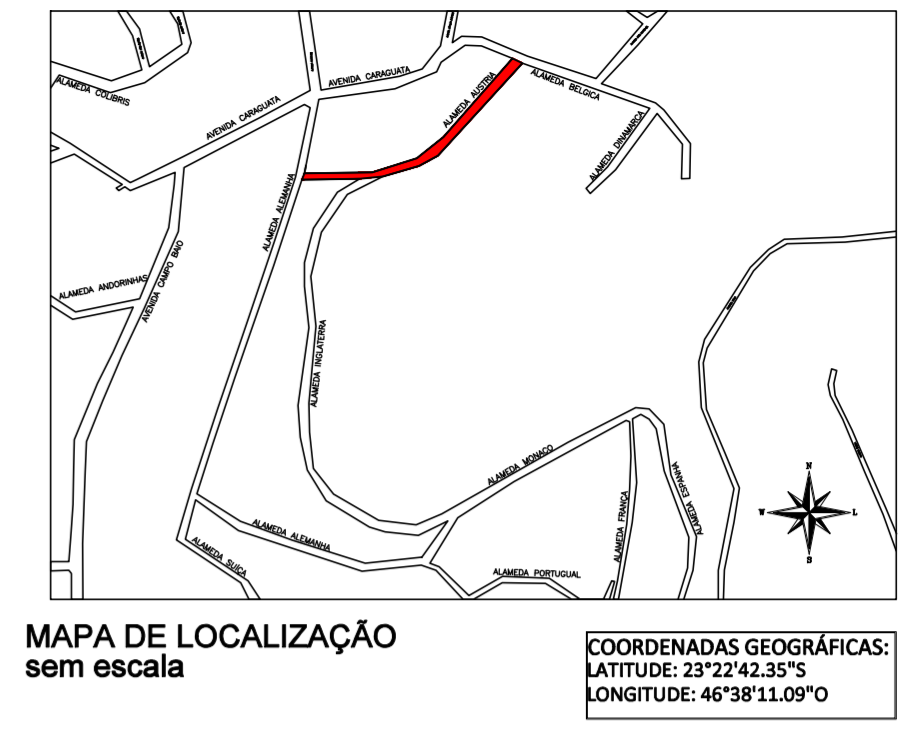 ALAMEDA COLIBRIS
AVENIDA CARAGUATA
AVENIDA CARAGUATA
ALAMEDA AUSTRIA
ALAMEDA BELGICA
ALAMEDA DINAMARCA
ALAMEDA ALEMANHA
AVENIDA CAMPO BAIO
ALAMEDA ANDORINHAS
ALAMEDA INGLATERRA
ALAMEDA MONACO
ALAMEDA ESPANHA
ALAMEDA FRANÇA
ALAMEDA ALEMANHA
ALAMEDA SUIÇA
ALAMEDA PORTUGUAL
N
W
L
S
MAPA DE LOCALIZAÇÃO
sem escala
COORDENADAS GEOGRÁFICAS:
LATITUDE: 23°22'42.35"S
LONGITUDE: 46°38'11.09"O